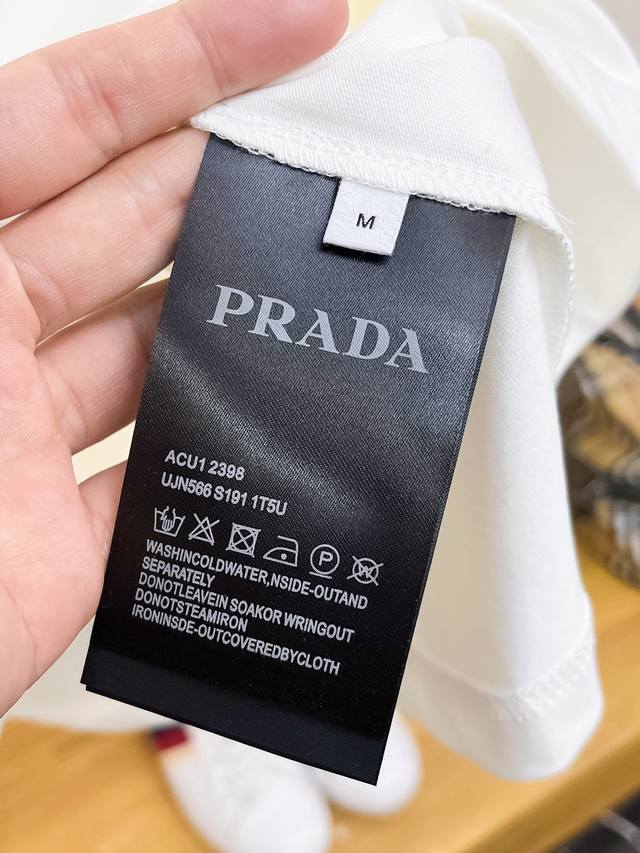 M
PRADA
ACU1 2398
UJN566 S191 1T5U
P
W
WASHINCOLDWATER,NSIDE-OUTAND
SEPARATELY
DONOTLEAVEIN SOAKOR WRINGOUT
DONOTSTEAMIRON
IRONINSDE-OUTCOVEREDBYCLOTH